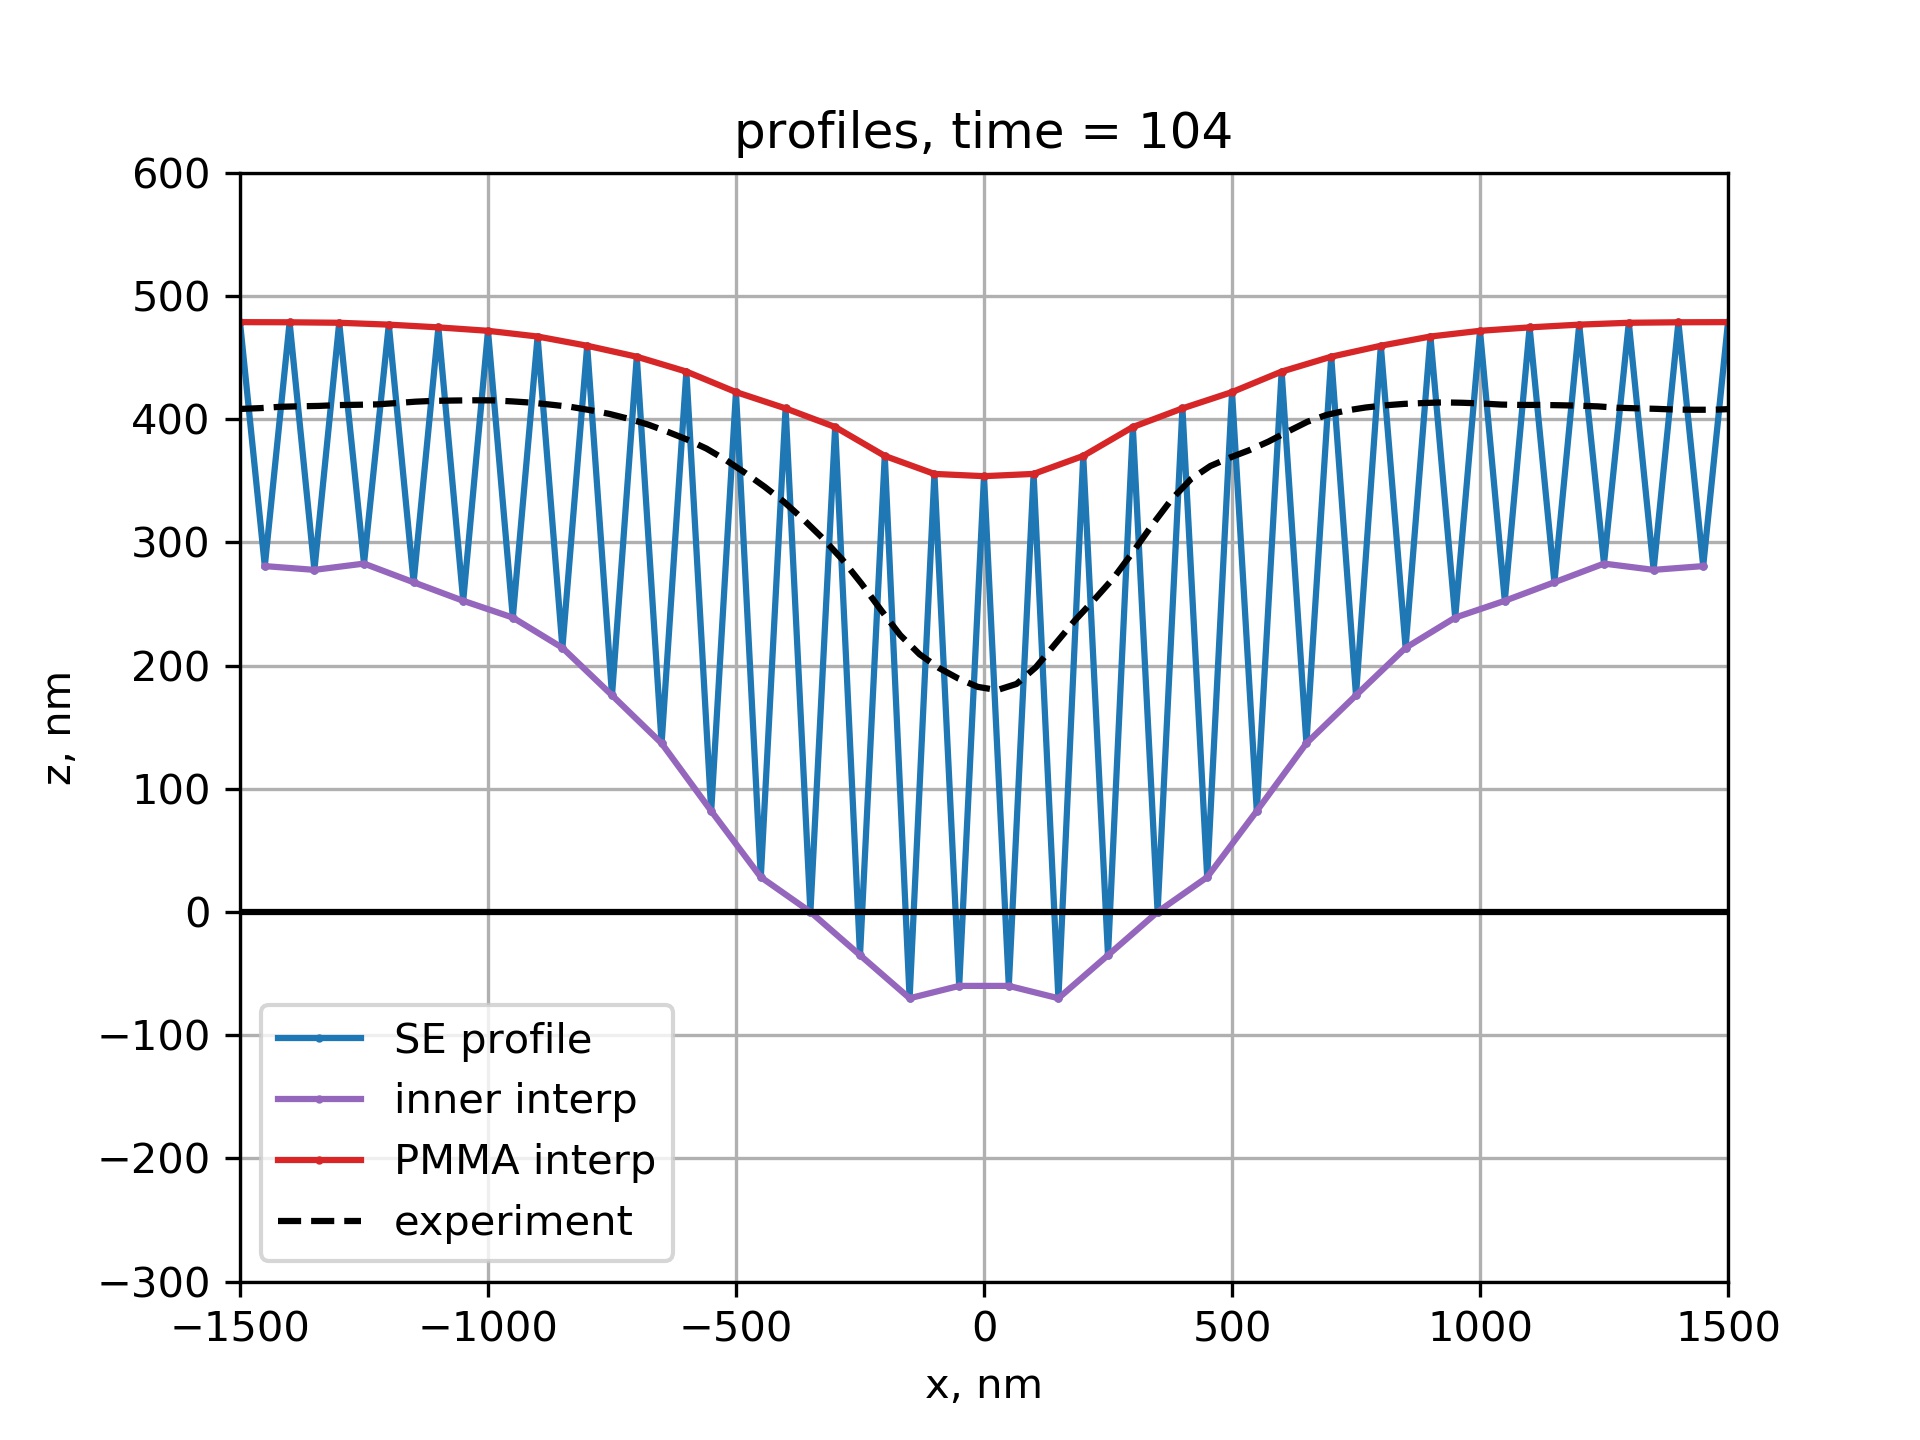 profiles, time = 104
600
500
400
300
200
100
0
−100
−200
−300
z, nm
SE profile
inner interp
PMMA interp
experiment
−1500 −1000 −500 0 500 1000 1500
x, nm